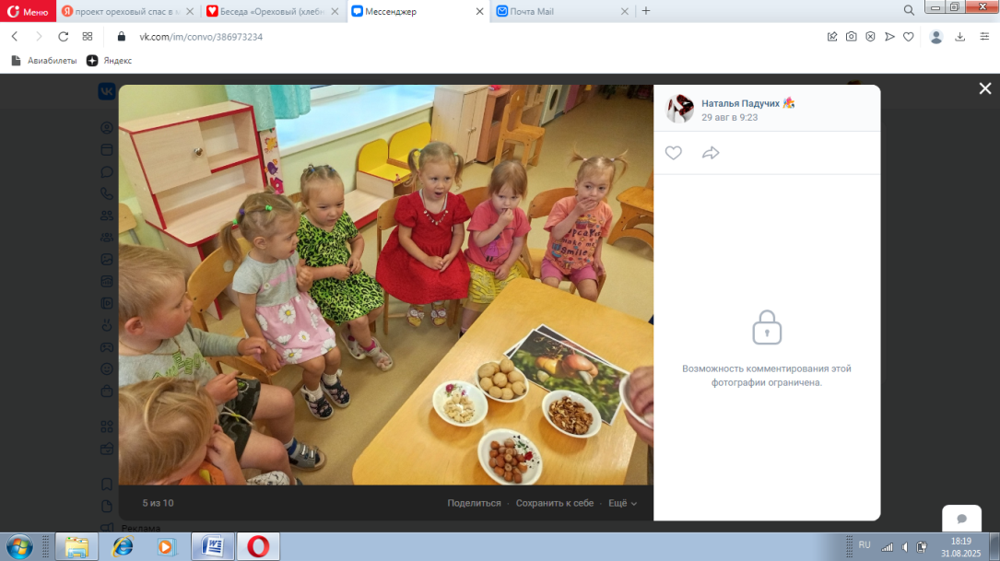 Меню
проект ореховый спас в м
Беседа «Ореховый (хлебн
Мессенджер
Почта Mail
vk.com/im/convo/386973234
Авиабилеты
Яндекс
Наталья Падучих
29 авг в 9:23
Возможность комментирования этой
фотографии ограничена.
5 из 10
Поделиться · Сохранить к себе · Ещё
Реклама
RU
18:19
31.08.2025